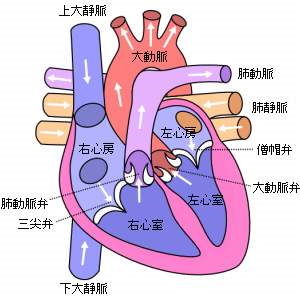 上大静脈
大動脈
肺動脈
肺静脈
左心房
右心房
僧帽弁
大動脈弁
肺動脈弁
左心室
三尖弁
右心室
下大静脈